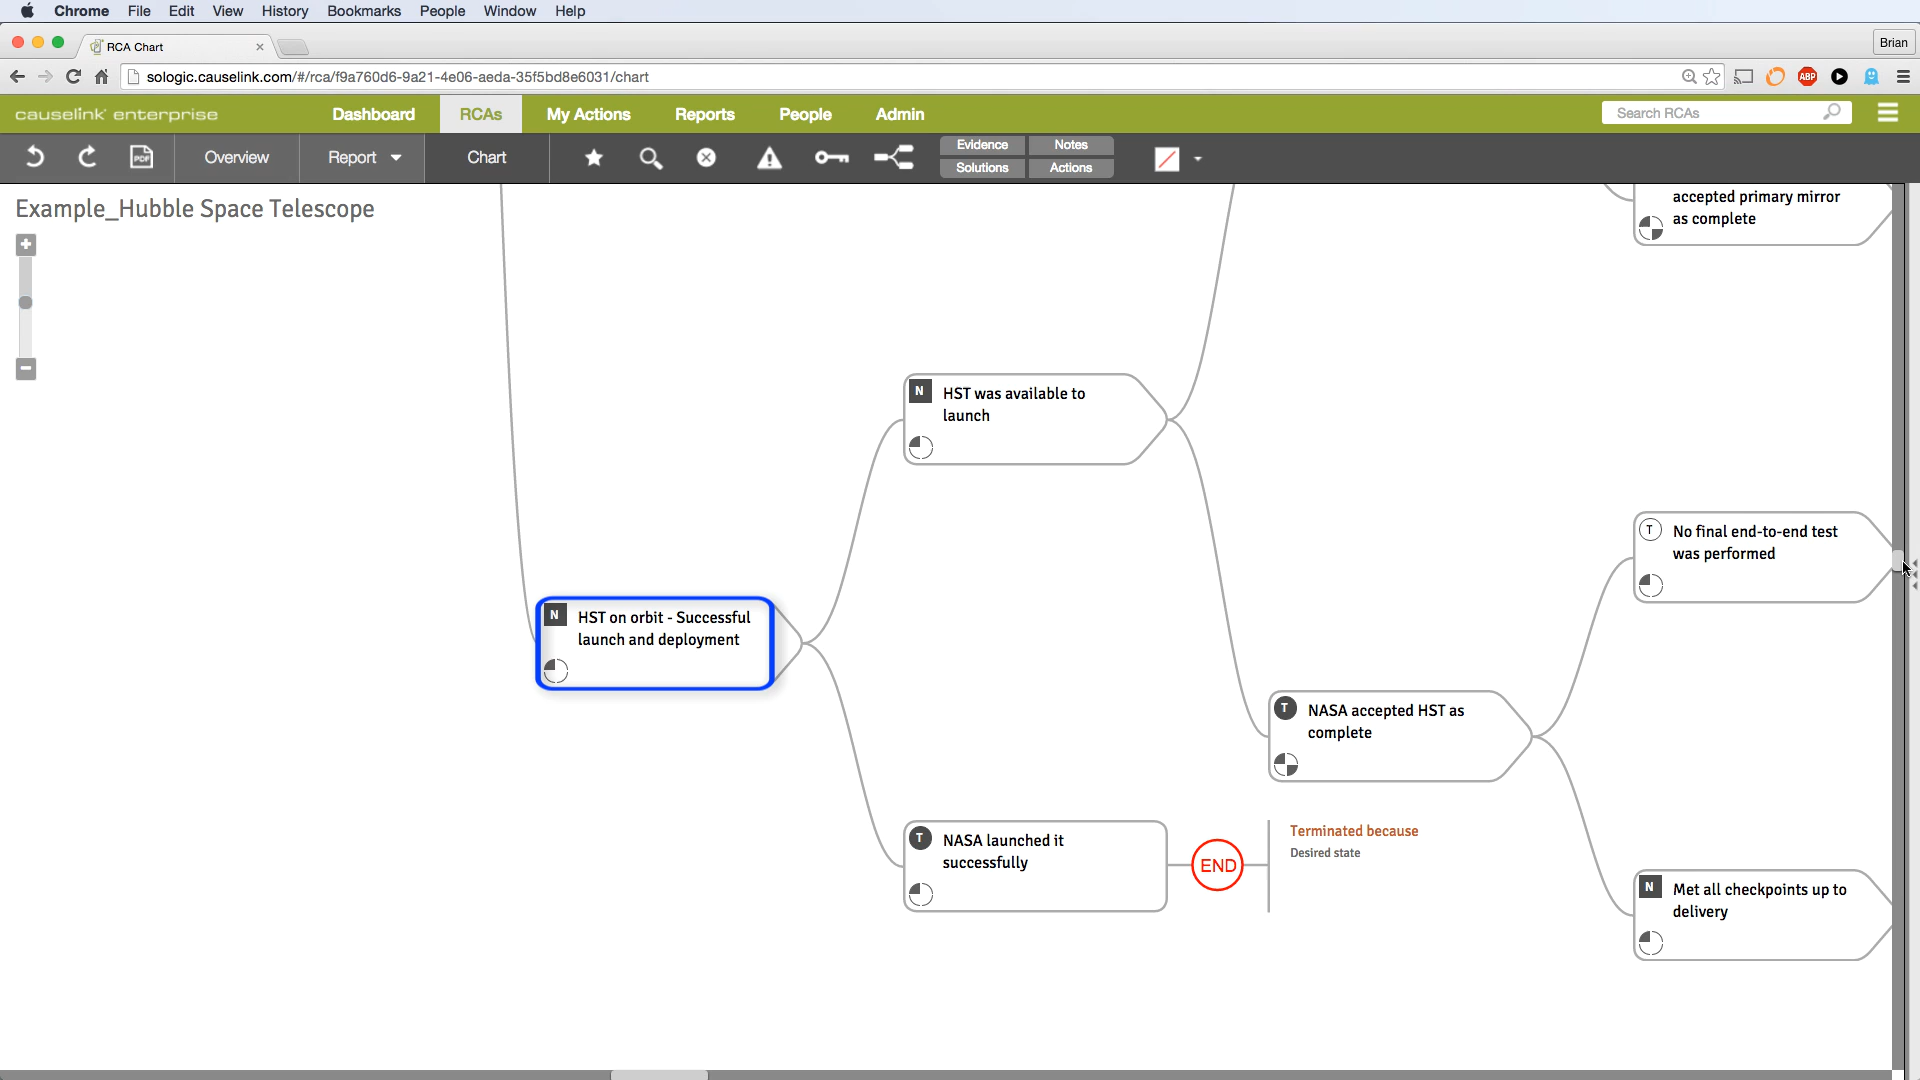 Chrome File Edit View History Bookmarks People Window Help
RCA Chart
Brian
sologic.causelink.com/#/rca/f9a760d6-9a21-4e06-aeda-35f5bd8e6031/chart
ABP
causelink enterprise Dashboard RCAs My Actions Reports People Admin Search RCAs
PDF Overview Report Chart Evidence Notes
Solutions Actions
Example_Hubble Space Telescope
accepted primary mirror
as complete
N HST was available to
launch
T No final end-to-end test
was performed
N HST on orbit - Successful
launch and deployment
T NASA accepted HST as
complete
T NASA launched it
successfully
END
Terminated because
Desired state
N Met all checkpoints up to
delivery